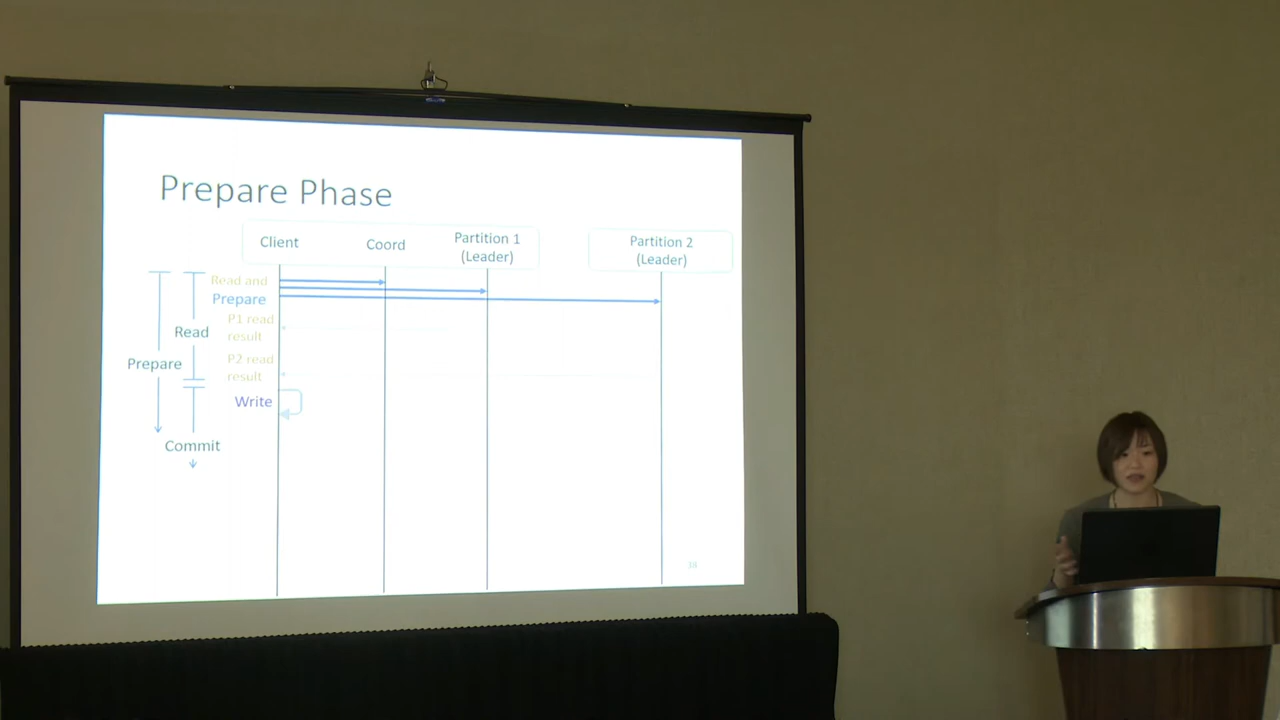 Prepare Phase
Client
Coord
Partition 1
(Leader)
Partition 2
(Leader)
Read and
Prepare
P1 read
result
Read
P2 read
result
Prepare
Write
Commit
38